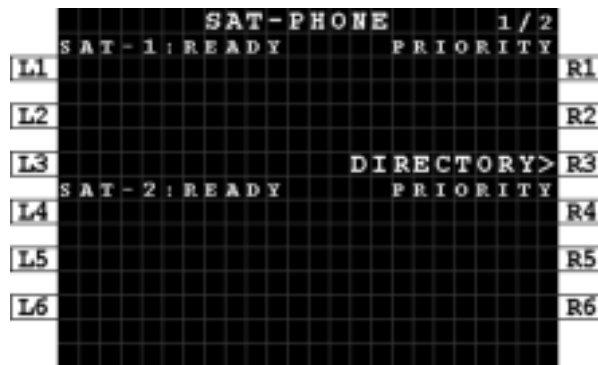 SAT-PHONE 1/2
SAT-1:READY PRIORITY
L1 R1
L2 R2
L3 DIRECTORY> R3
SAT-2:READY PRIORITY
L4 R4
L5 R5
L6 R6